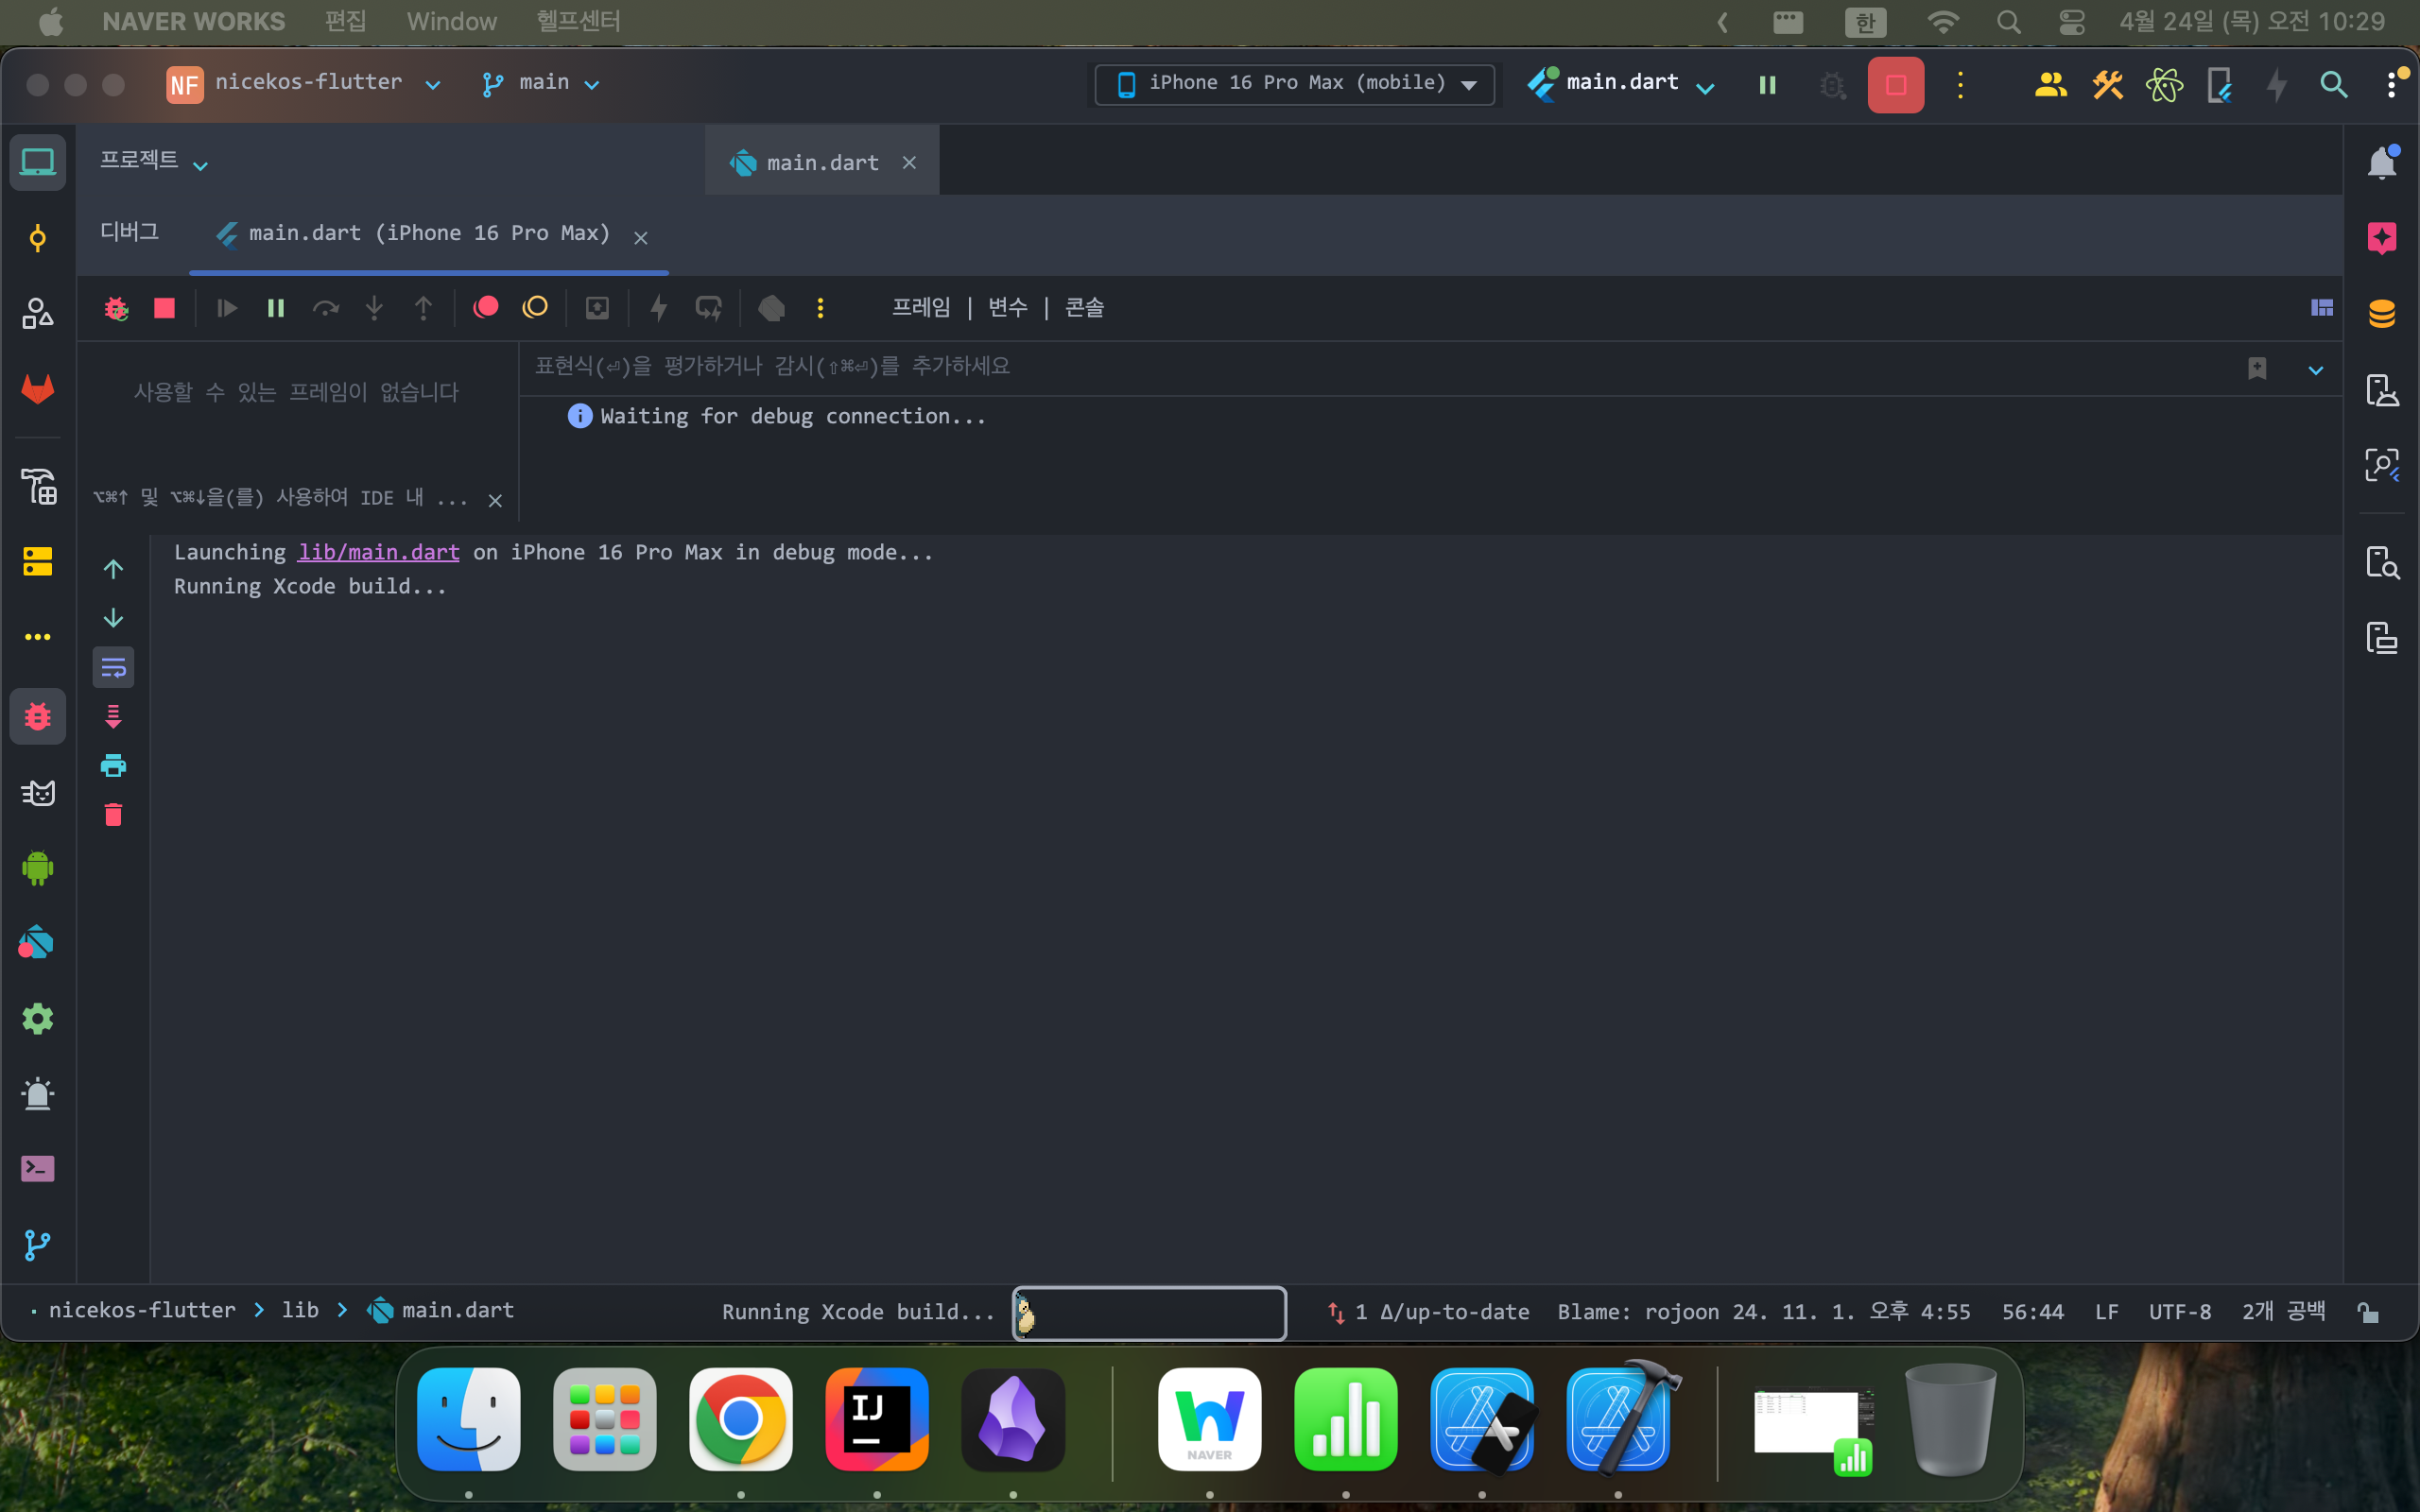 NAVER WORKS 편집 Window 헬프센터 한 4월 24일 (목) 오전 10:29
NF nicekos-flutter main iPhone 16 Pro Max (mobile) main.dart
프로젝트 main.dart
디버그 main.dart (iPhone 16 Pro Max)
프레임 | 변수 | 콘솔
표현식(⏎)을 평가하거나 감시(⇧⌘⏎)를 추가하세요
사용할 수 있는 프레임이 없습니다
Waiting for debug connection...
⌥⌘↑ 및 ⌥⌘↓을(를) 사용하여 IDE 내 ...
Launching lib/main.dart on iPhone 16 Pro Max in debug mode...
Running Xcode build...
nicekos-flutter > lib > main.dart Running Xcode build... 1 Δ/up-to-date Blame: rojoon 24. 11. 1. 오후 4:55 56:44 LF UTF-8 2개 공백
IJ
NAVER